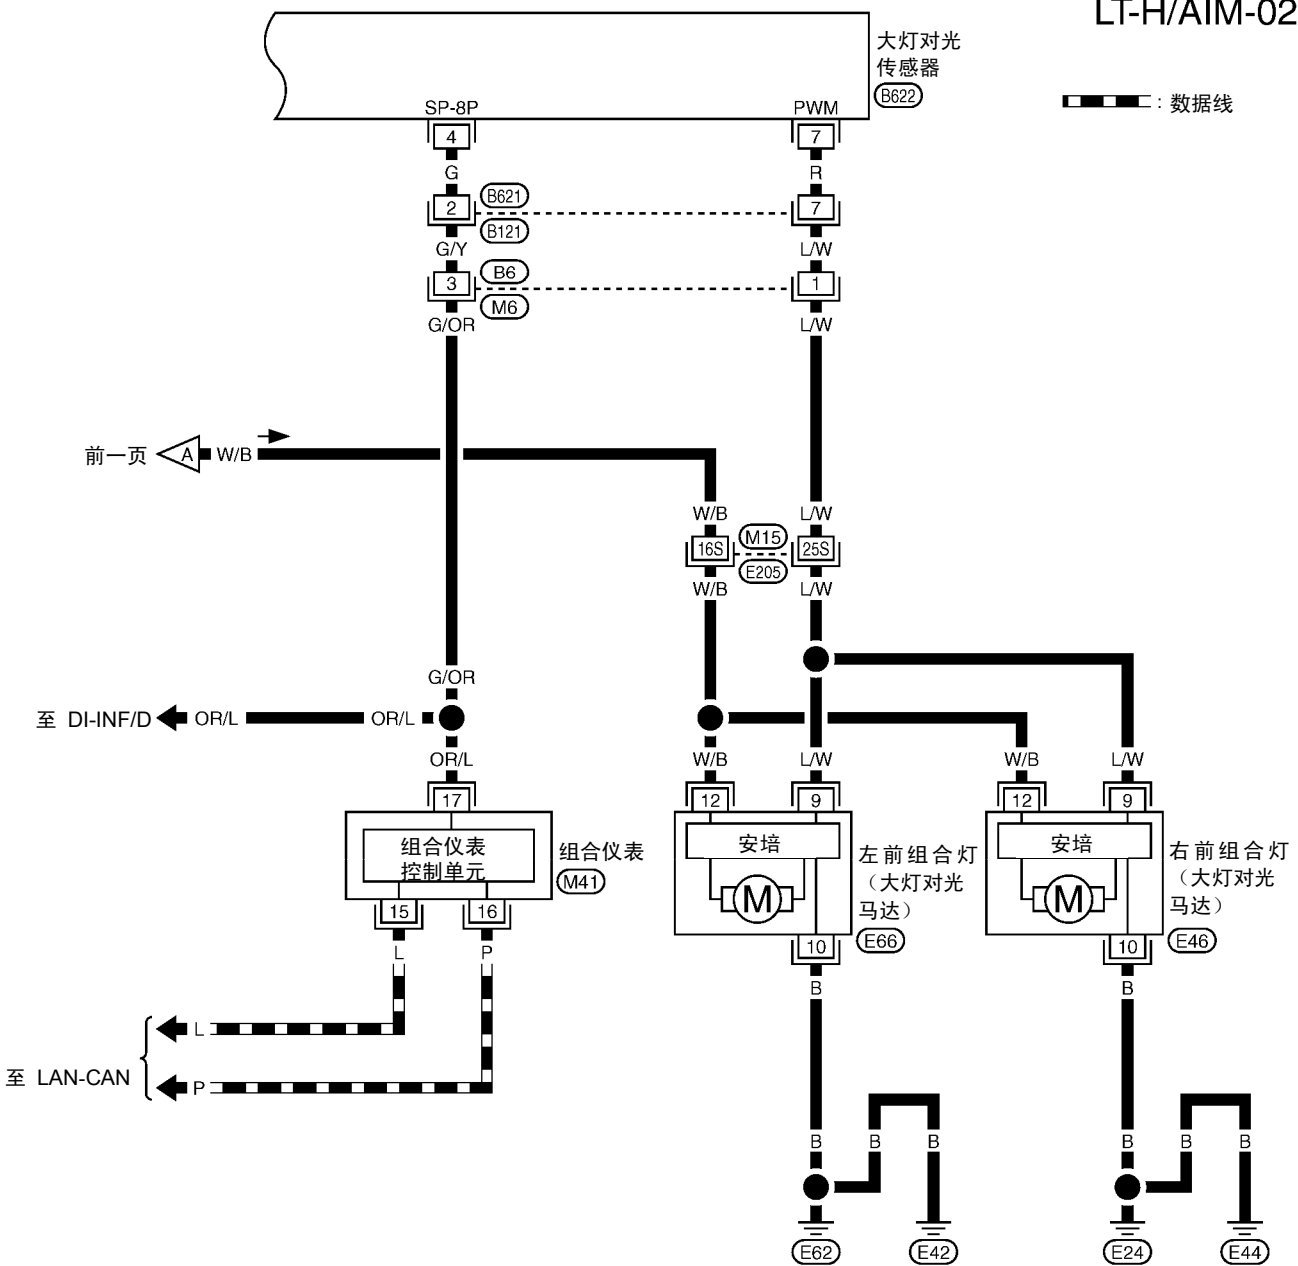 LT-H/AIM-02
大灯对光
传感器
B622
：数据线
SP-8P PWM
4 7
G R
2 B621 7
B121
G/Y L/W
3 B6 1
M6
G/OR L/W
前一页 A W/B
W/B L/W
16S M15 25S
E205
W/B L/W
G/OR
至 DI-INF/D OR/L OR/L
OR/L W/B L/W W/B L/W
17 12 9 12 9
组合仪表
控制单元
组合仪表
M41
安培
M
左前组合灯
（大灯对光
马达）
E66
安培
M
右前组合灯
（大灯对光
马达）
E46
15 16 10 10
L P B B
L
至 LAN-CAN
P
B B B B B B
E62 E42 E24 E44